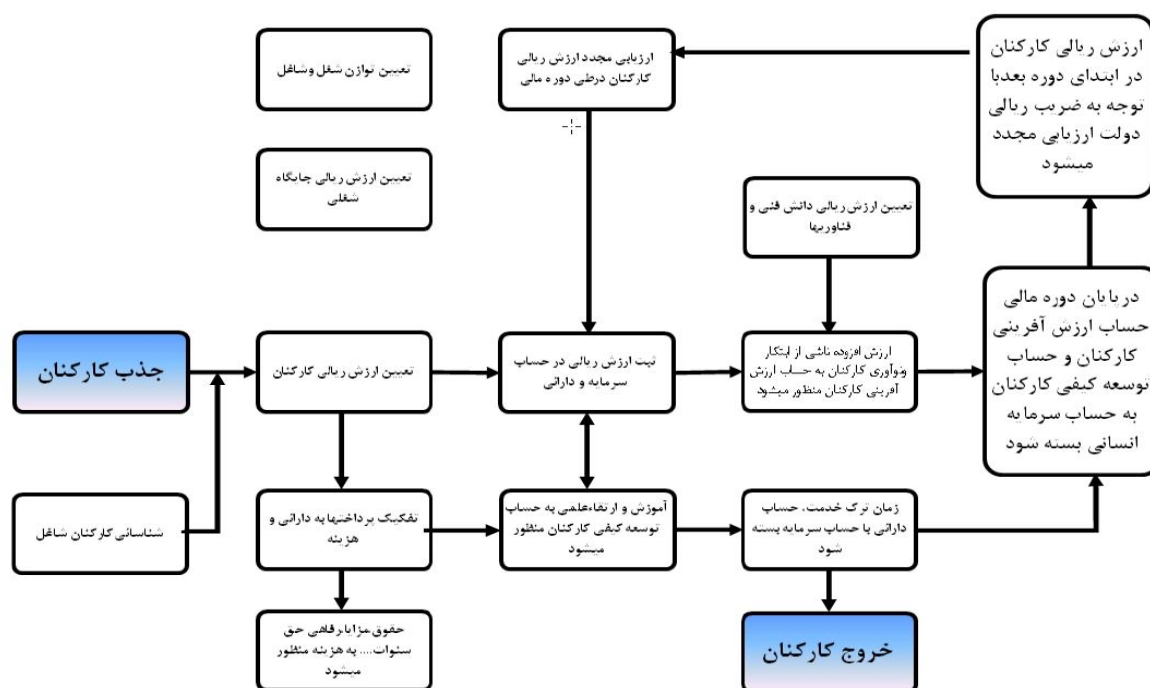 ارزش ریالی کارکنان
در ابتدای دوره بعدبا
توجه به ضریب ریالی
دولت ارزیابی مجدد
میشود
ارزیابی مجدد ارزش ریالی
کارکنان درطی دوره مالی
تعیین توازن شغل وشاغل
تعیین ارزش ریالی جایگاه
شغلی
تعیین ارزش ریالی دانش فنی و
فناوریها
جذب کارکنان
تعیین ارزش ریالی کارکنان
ثبت ارزش ریالی در حساب
سرمایه و دارائی
ارزش افزوده ناشی از ابتکار
ونوآوری کارکنان به حساب ارزش
آفرینی کارکنان منظور میشود
درپایان دوره مالی
حساب ارزش آفرینی
کارکنان و حساب
توسعه کیفی کارکنان
به حساب سرمایه
انسانی بسته شود
شناسائی کارکنان شاغل
تفکیک پرداختها به دارائی و
هزینه
آموزش و ارتقاءعلمی به حساب
توسعه کیفی کارکنان منظور
میشود
زمان ترک خدمت، حساب
دارائی با حساب سرمایه بسته
شود
حقوق،مزایا،رفاهی حق
سنوات.... به هزینه منظور
میشود
خروج کارکنان